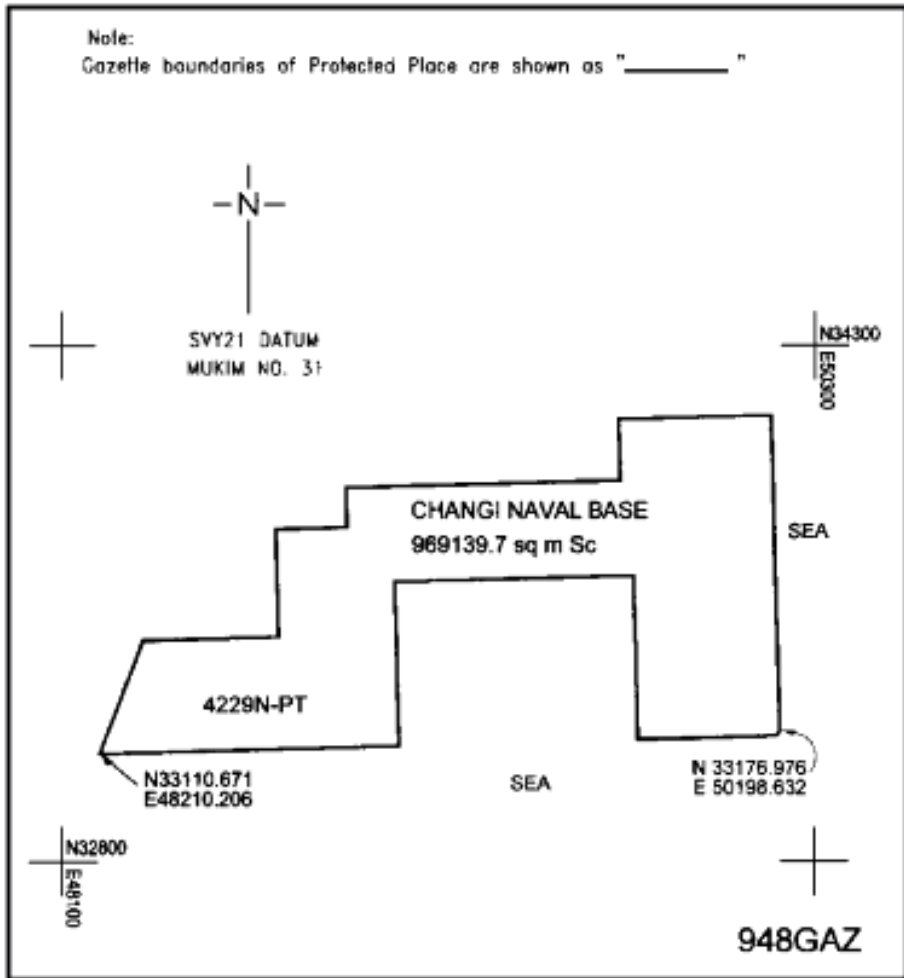 Note:
Gazette boundaries of Protected Place are shown as "________"
N
SVY21 DATUM
MUKIM NO. 31
N34300
E50300
CHANGI NAVAL BASE
969139.7 sq m Sc
SEA
4229N-PT
N33110.671
E48210.206
SEA
N 33176.976
E 50198.632
N32800
E48100
948GAZ